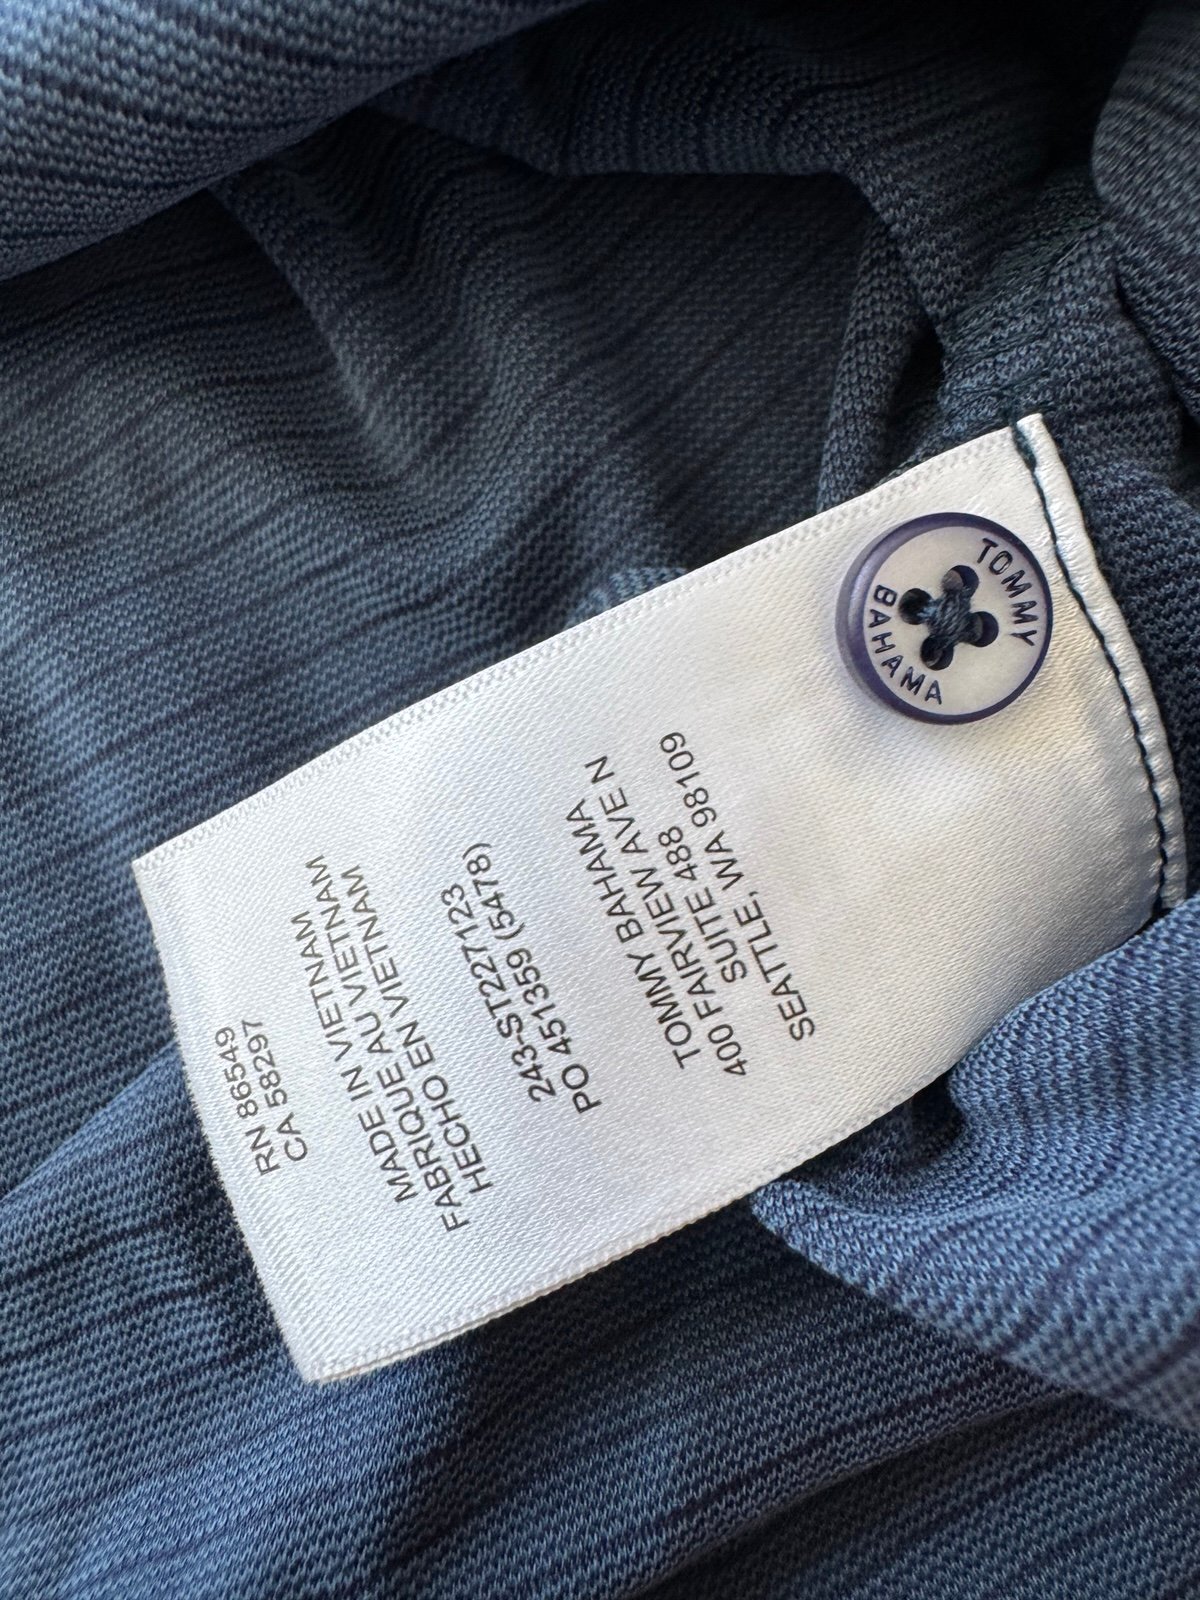 TOMMY
BAHAMA
RN 86549
CA 58297
MADE IN VIETNAM
FABRIQUE AU VIETNAM
HECHO EN VIETNAM
243-ST227123
PO 451359 (5478)
TOMMY BAHAMA
400 FAIRVIEW AVE N
SUITE 488
SEATTLE, WA 98109